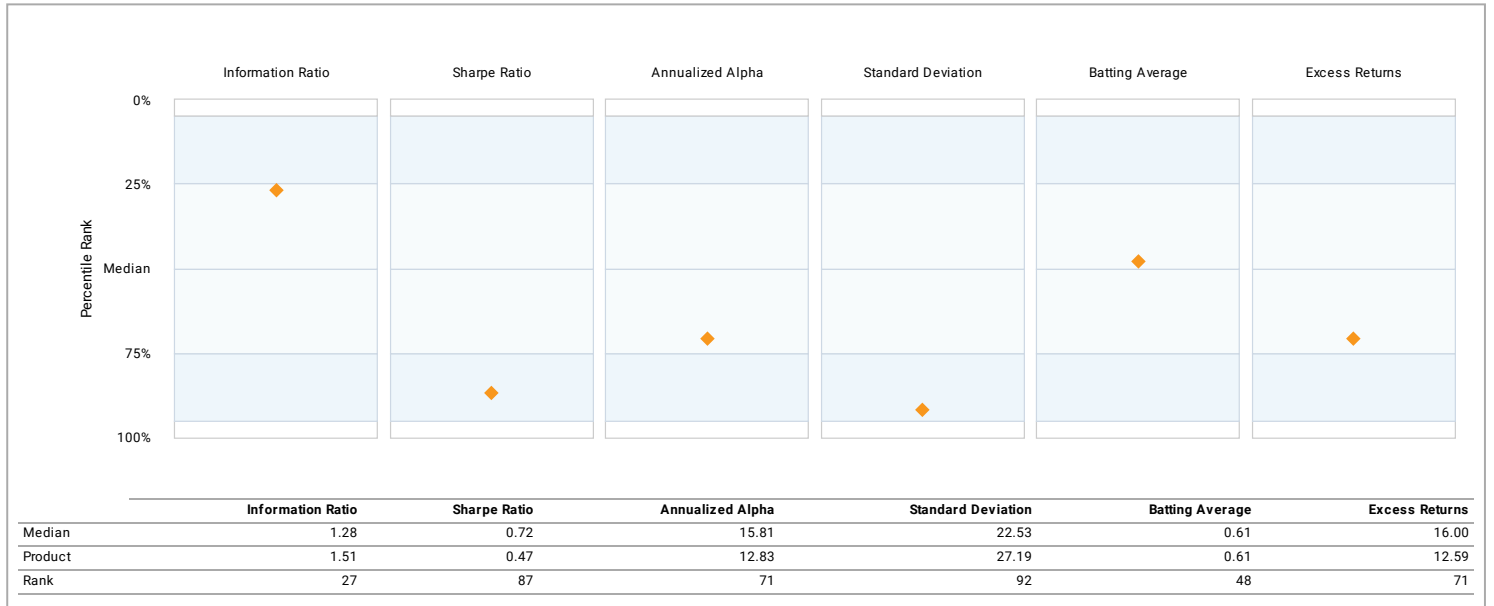 Information Ratio Sharpe Ratio Annualized Alpha Standard Deviation Batting Average Excess Returns
0%
25%
Median
75%
100%
Percentile Rank
Information Ratio Sharpe Ratio Annualized Alpha Standard Deviation Batting Average Excess Returns
Median 1.28 0.72 15.81 22.53 0.61 16.00
Product 1.51 0.47 12.83 27.19 0.61 12.59
Rank 27 87 71 92 48 71